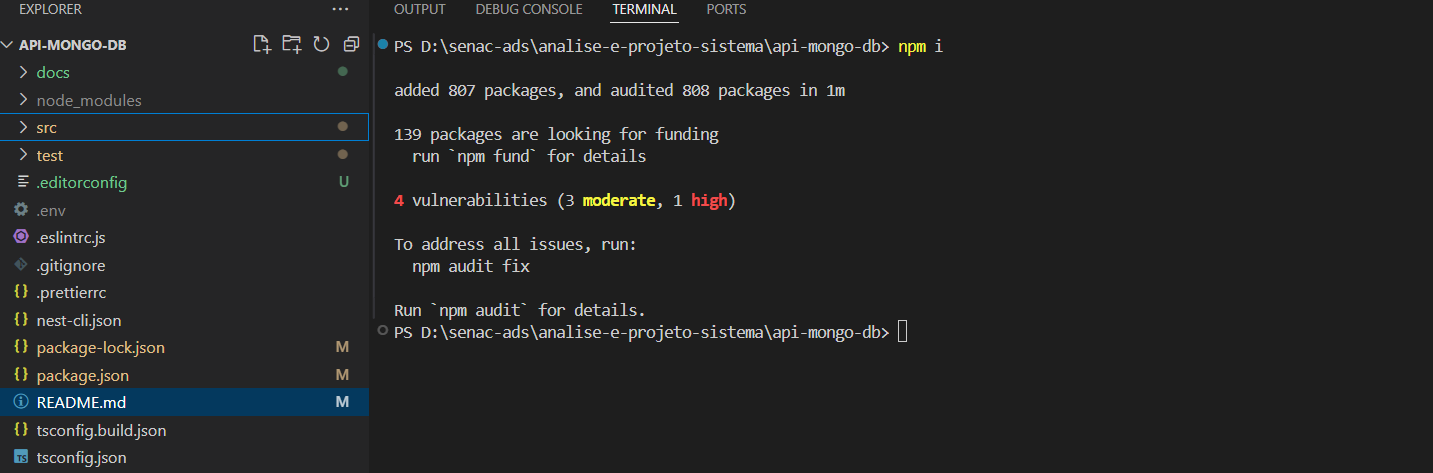 EXPLORER
API-MONGO-DB
docs
node_modules
src
test
.editorconfig U
.env
.eslintrc.js
.gitignore
.prettierrc
nest-cli.json
package-lock.json M
package.json M
README.md M
tsconfig.build.json
TS tsconfig.json
OUTPUT DEBUG CONSOLE TERMINAL PORTS
PS D:\senac-ads\analise-e-projeto-sistema\api-mongo-db> npm i
added 807 packages, and audited 808 packages in 1m
139 packages are looking for funding
run `npm fund` for details
4 vulnerabilities (3 moderate, 1 high)
To address all issues, run:
npm audit fix
Run `npm audit` for details.
PS D:\senac-ads\analise-e-projeto-sistema\api-mongo-db>